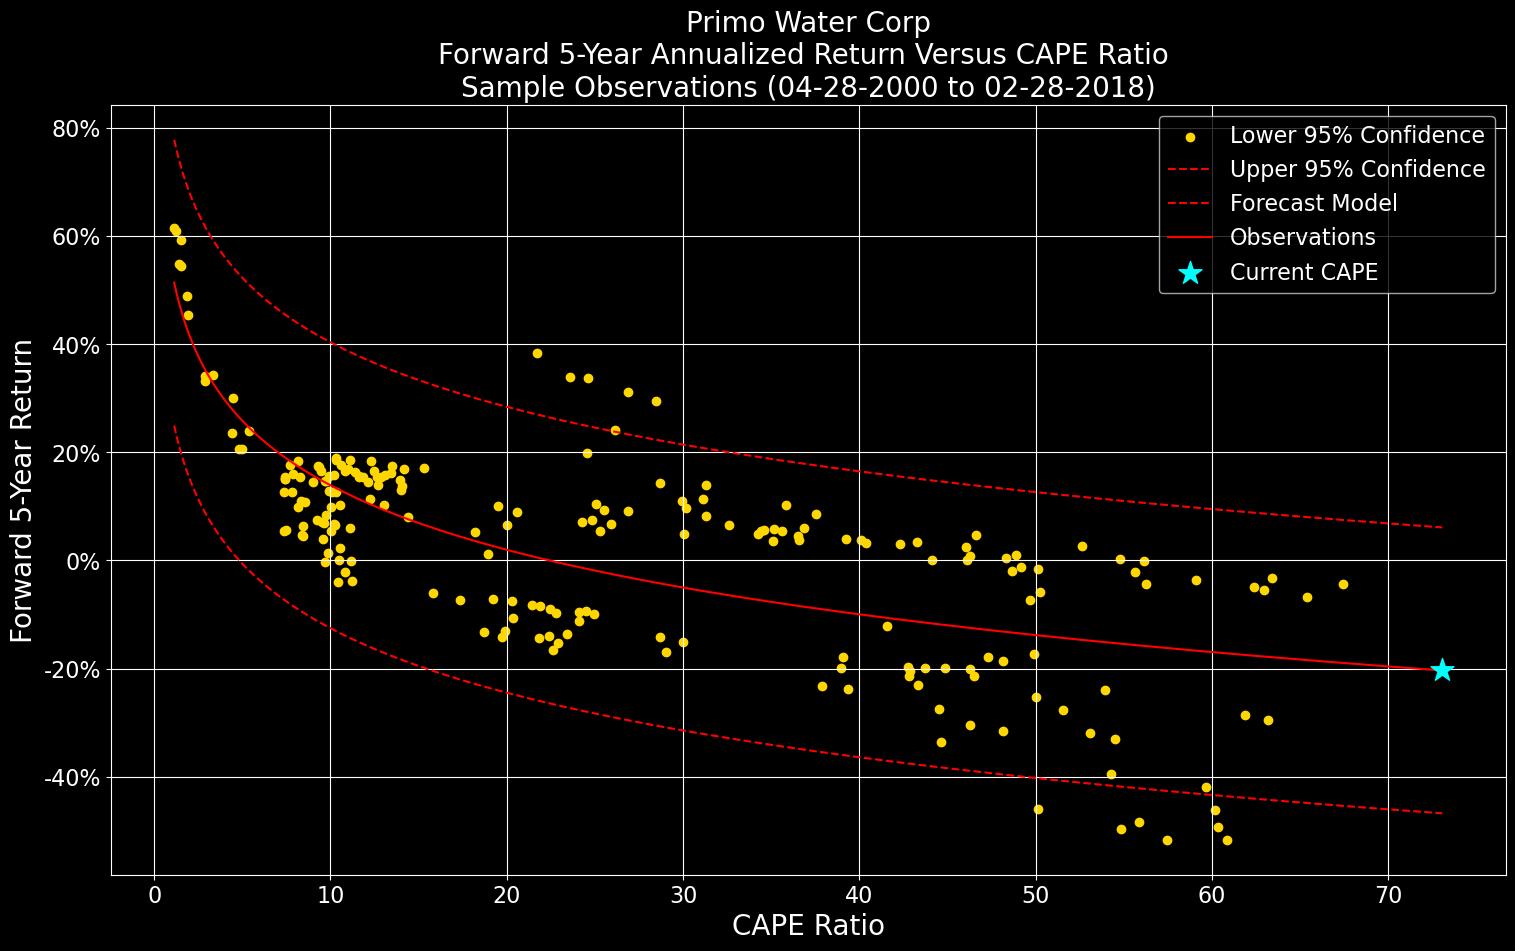 Primo Water Corp
Forward 5-Year Annualized Return Versus CAPE Ratio
Sample Observations (04-28-2000 to 02-28-2018)
Lower 95% Confidence
Upper 95% Confidence
Forecast Model
Observations
Current CAPE
Forward 5-Year Return
80%
60%
40%
20%
0%
-20%
-40%
0 10 20 30 40 50 60 70
CAPE Ratio